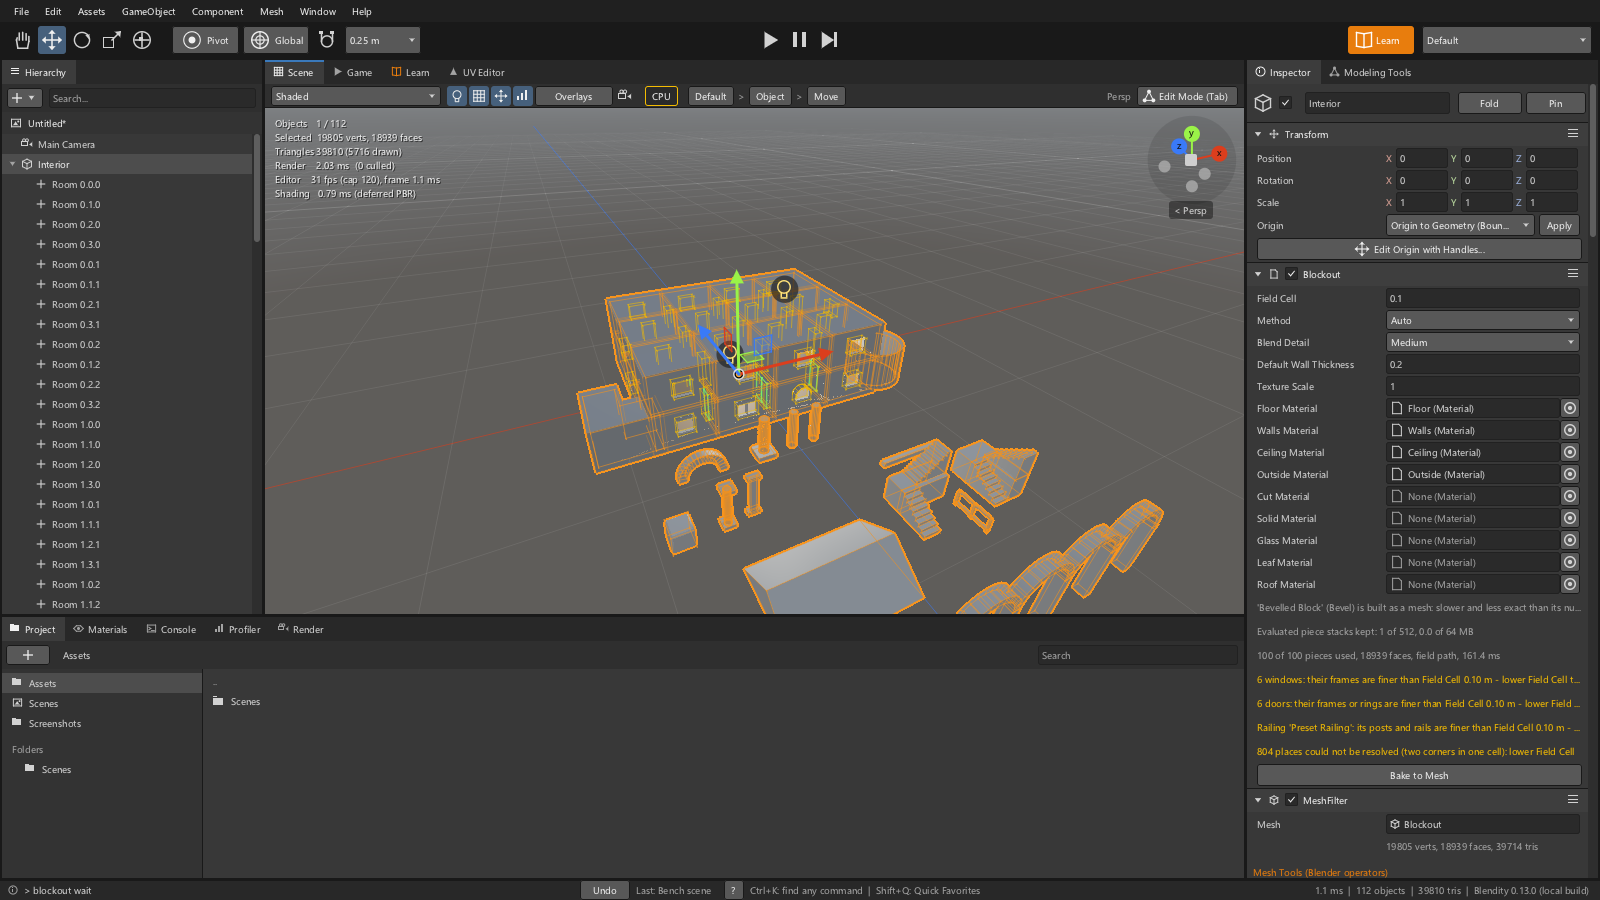 File Edit Assets GameObject Component Mesh Window Help
Pivot Global 0.25 m Learn Default
Hierarchy
Search...
Untitled*
Main Camera
Interior
Room 0.0.0
Room 0.1.0
Room 0.2.0
Room 0.3.0
Room 0.0.1
Room 0.1.1
Room 0.2.1
Room 0.3.1
Room 0.0.2
Room 0.1.2
Room 0.2.2
Room 0.3.2
Room 1.0.0
Room 1.1.0
Room 1.2.0
Room 1.3.0
Room 1.0.1
Room 1.1.1
Room 1.2.1
Room 1.3.1
Room 1.0.2
Room 1.1.2
Scene Game Learn UV Editor
Shaded Overlays CPU Default > Object > Move Persp Edit Mode (Tab)
Objects 1 / 112
Selected 19805 verts, 18939 faces
Triangles 39810 (5716 drawn)
Render 2.03 ms (0 culled)
Editor 31 fps (cap 120), frame 1.1 ms
Shading 0.79 ms (deferred PBR)
y
z
x
< Persp
Inspector Modeling Tools
Interior Fold Pin
Transform
Position X 0 Y 0 Z 0
Rotation X 0 Y 0 Z 0
Scale X 1 Y 1 Z 1
Origin Origin to Geometry (Boun... Apply
Edit Origin with Handles...
Blockout
Field Cell 0.1
Method Auto
Blend Detail Medium
Default Wall Thickness 0.2
Texture Scale 1
Floor Material Floor (Material)
Walls Material Walls (Material)
Ceiling Material Ceiling (Material)
Outside Material Outside (Material)
Cut Material None (Material)
Solid Material None (Material)
Glass Material None (Material)
Leaf Material None (Material)
Roof Material None (Material)
'Bevelled Block' (Bevel) is built as a mesh: slower and less exact than its nu...
Evaluated piece stacks kept: 1 of 512, 0.0 of 64 MB
100 of 100 pieces used, 18939 faces, field path, 161.4 ms
6 windows: their frames are finer than Field Cell 0.10 m - lower Field Cell t...
6 doors: their frames or rings are finer than Field Cell 0.10 m - lower Field ...
Railing 'Preset Railing': its posts and rails are finer than Field Cell 0.10 m - ...
804 places could not be resolved (two corners in one cell): lower Field Cell
Bake to Mesh
MeshFilter
Mesh Blockout
19805 verts, 18939 faces, 39714 tris
Mesh Tools (Blender operators)
Project Materials Console Profiler Render
Assets Search
Assets
Scenes
Screenshots
Folders
Scenes
..
Scenes
> blockout wait Undo Last: Bench scene ? Ctrl+K: find any command | Shift+Q: Quick Favorites 1.1 ms | 112 objects | 39810 tris | Blendity 0.13.0 (local build)